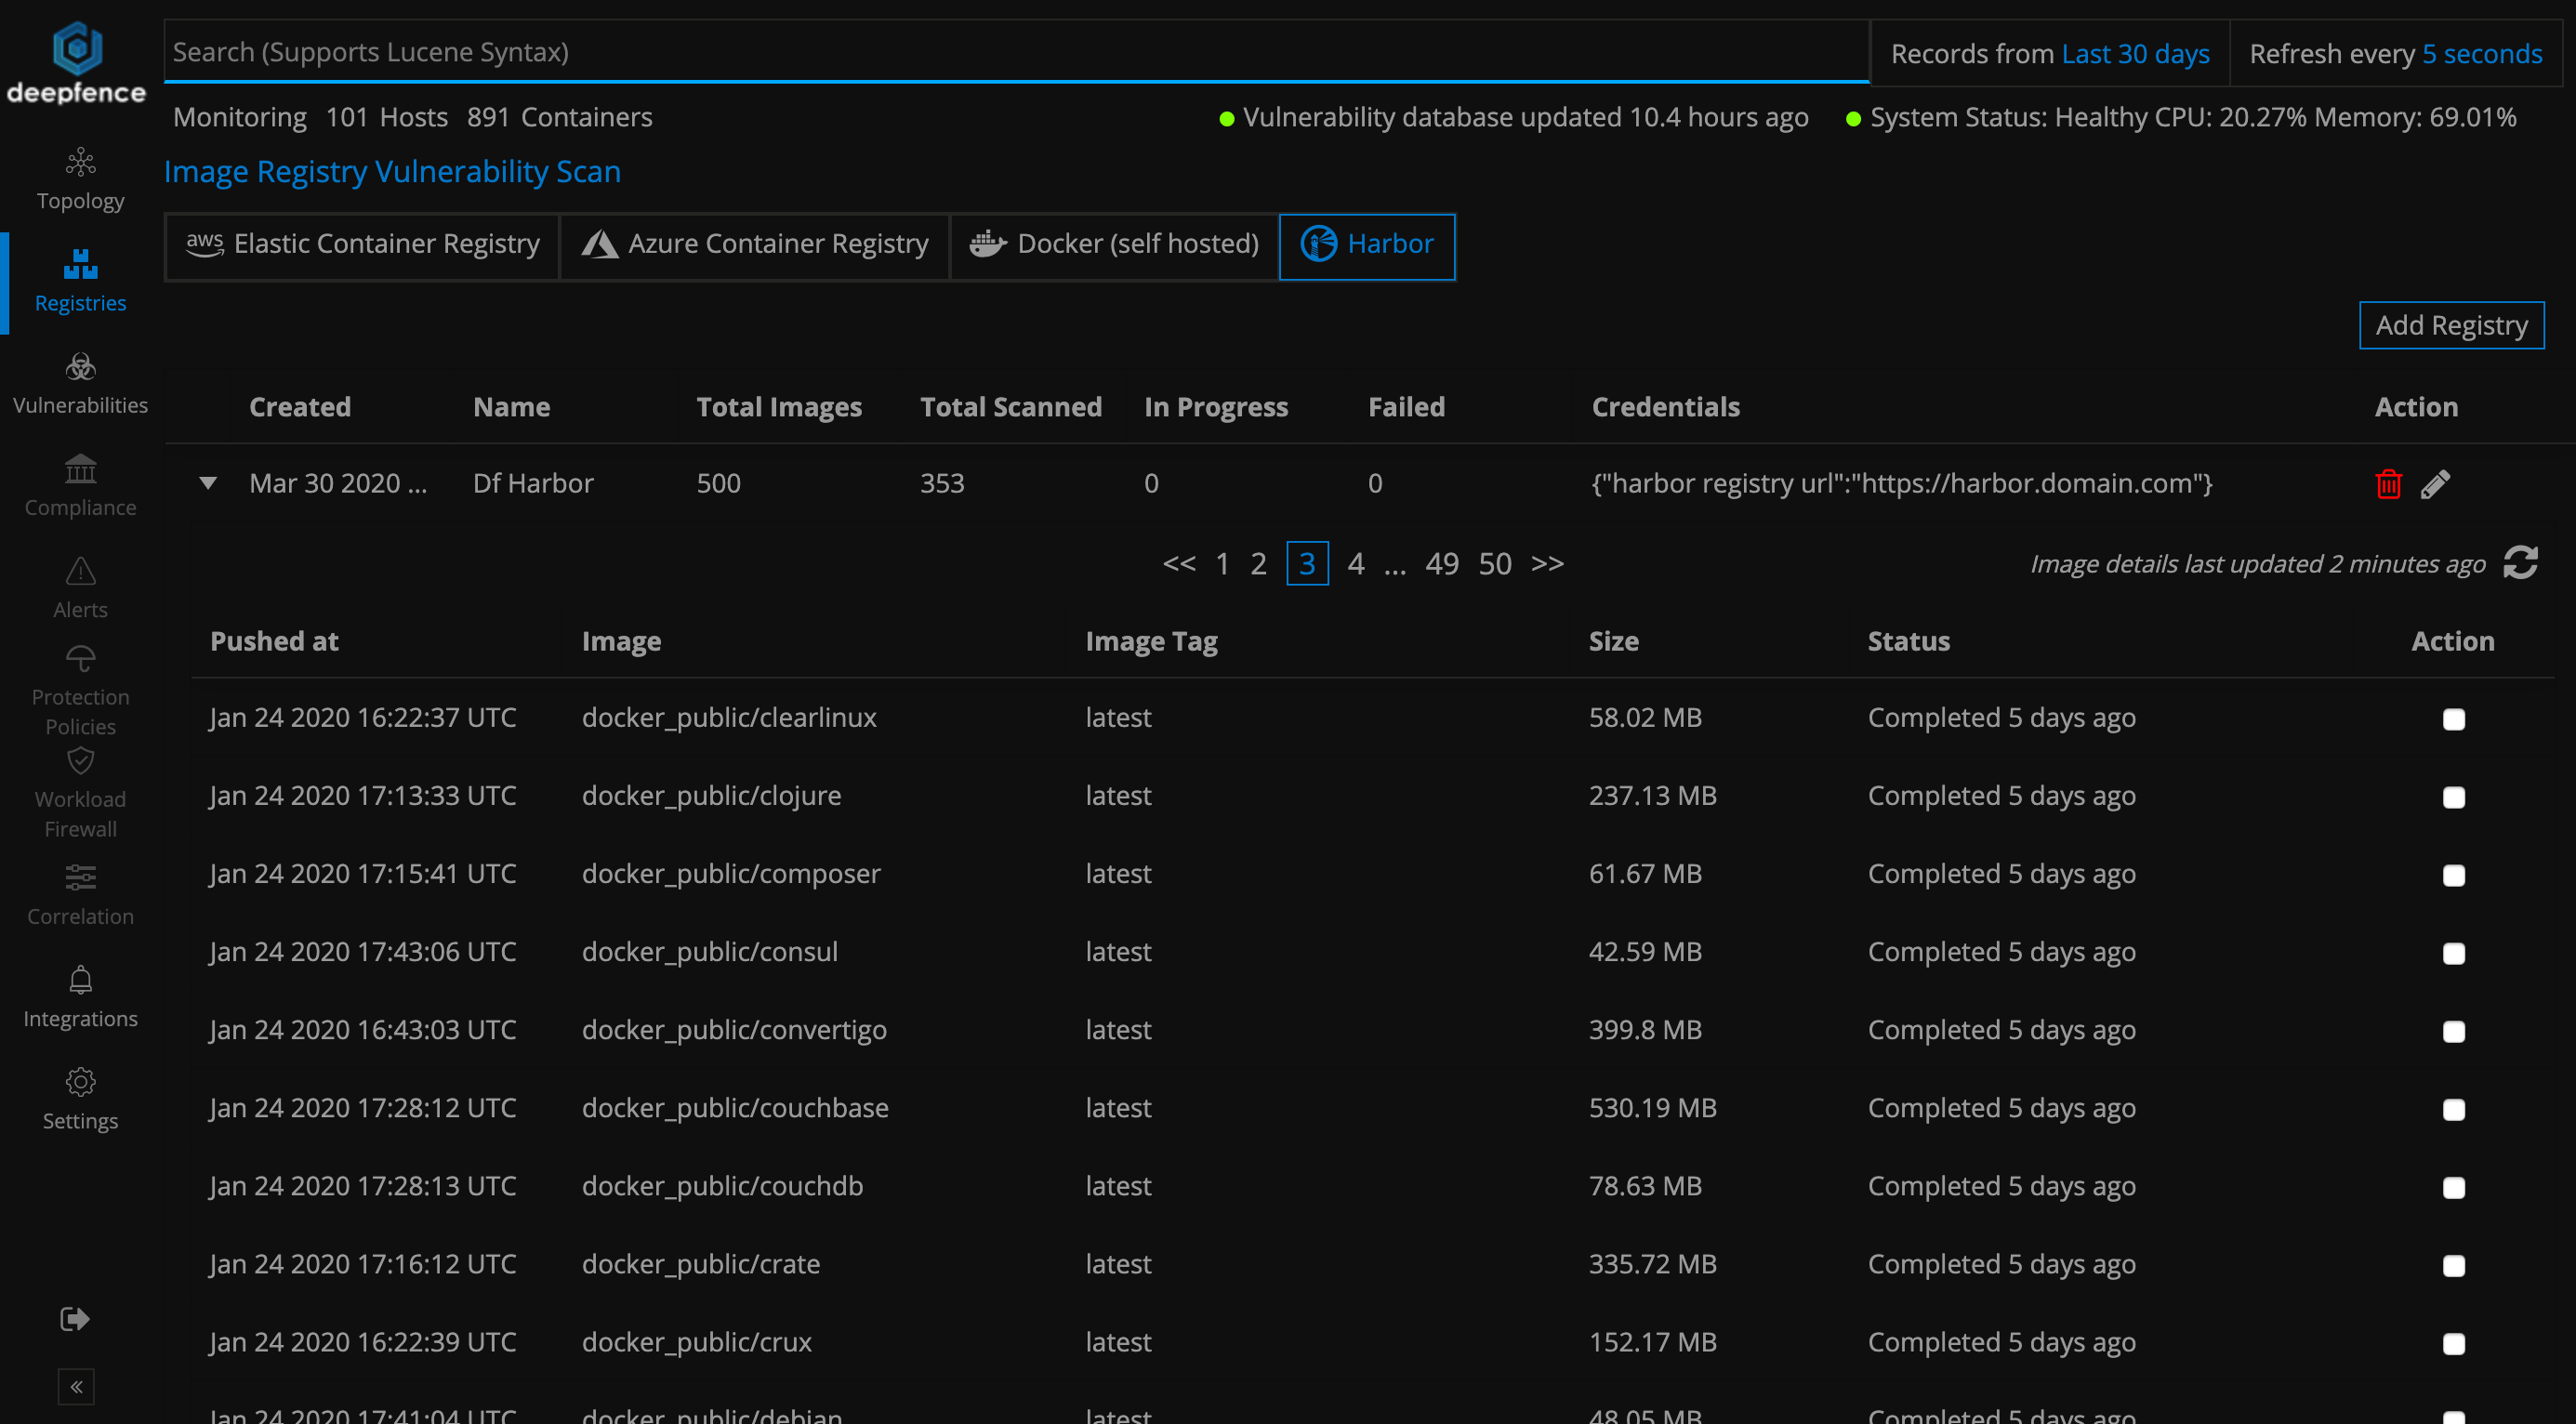 deepfence
Search (Supports Lucene Syntax)
Records from Last 30 days
Refresh every 5 seconds
Monitoring 101 Hosts 891 Containers
Vulnerability database updated 10.4 hours ago
System Status: Healthy CPU: 20.27% Memory: 69.01%
Topology
Registries
Vulnerabilities
Compliance
Alerts
Protection
Policies
Workload
Firewall
Correlation
Integrations
Settings
Image Registry Vulnerability Scan
aws Elastic Container Registry
Azure Container Registry
Docker (self hosted)
Harbor
Add Registry
Created Name Total Images Total Scanned In Progress Failed Credentials Action
Mar 30 2020 ... Df Harbor 500 353 0 0 {"harbor registry url":"https://harbor.domain.com"}
<< 1 2 3 4 ... 49 50 >>
Image details last updated 2 minutes ago
Pushed at Image Image Tag Size Status Action
Jan 24 2020 16:22:37 UTC docker_public/clearlinux latest 58.02 MB Completed 5 days ago
Jan 24 2020 17:13:33 UTC docker_public/clojure latest 237.13 MB Completed 5 days ago
Jan 24 2020 17:15:41 UTC docker_public/composer latest 61.67 MB Completed 5 days ago
Jan 24 2020 17:43:06 UTC docker_public/consul latest 42.59 MB Completed 5 days ago
Jan 24 2020 16:43:03 UTC docker_public/convertigo latest 399.8 MB Completed 5 days ago
Jan 24 2020 17:28:12 UTC docker_public/couchbase latest 530.19 MB Completed 5 days ago
Jan 24 2020 17:28:13 UTC docker_public/couchdb latest 78.63 MB Completed 5 days ago
Jan 24 2020 17:16:12 UTC docker_public/crate latest 335.72 MB Completed 5 days ago
Jan 24 2020 16:22:39 UTC docker_public/crux latest 152.17 MB Completed 5 days ago
Jan 24 2020 17:41:04 UTC docker_public/debian latest 48.05 MB Completed 5 days ago